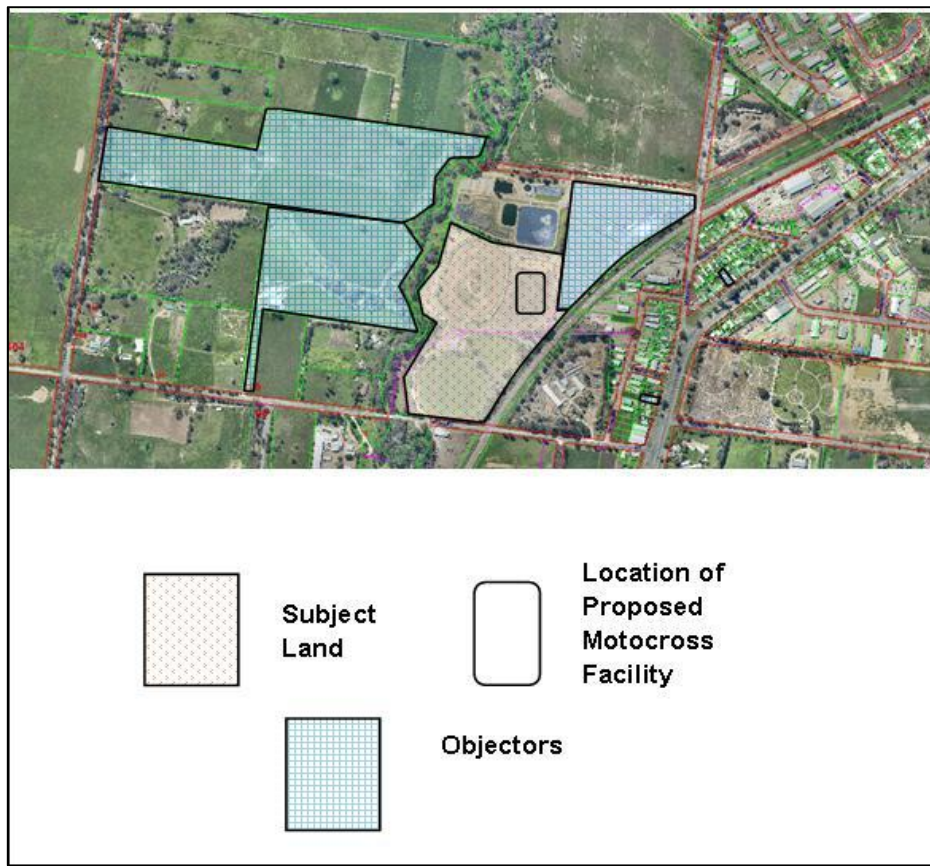 Subject
Land
Location of
Proposed
Motocross
Facility
Objectors